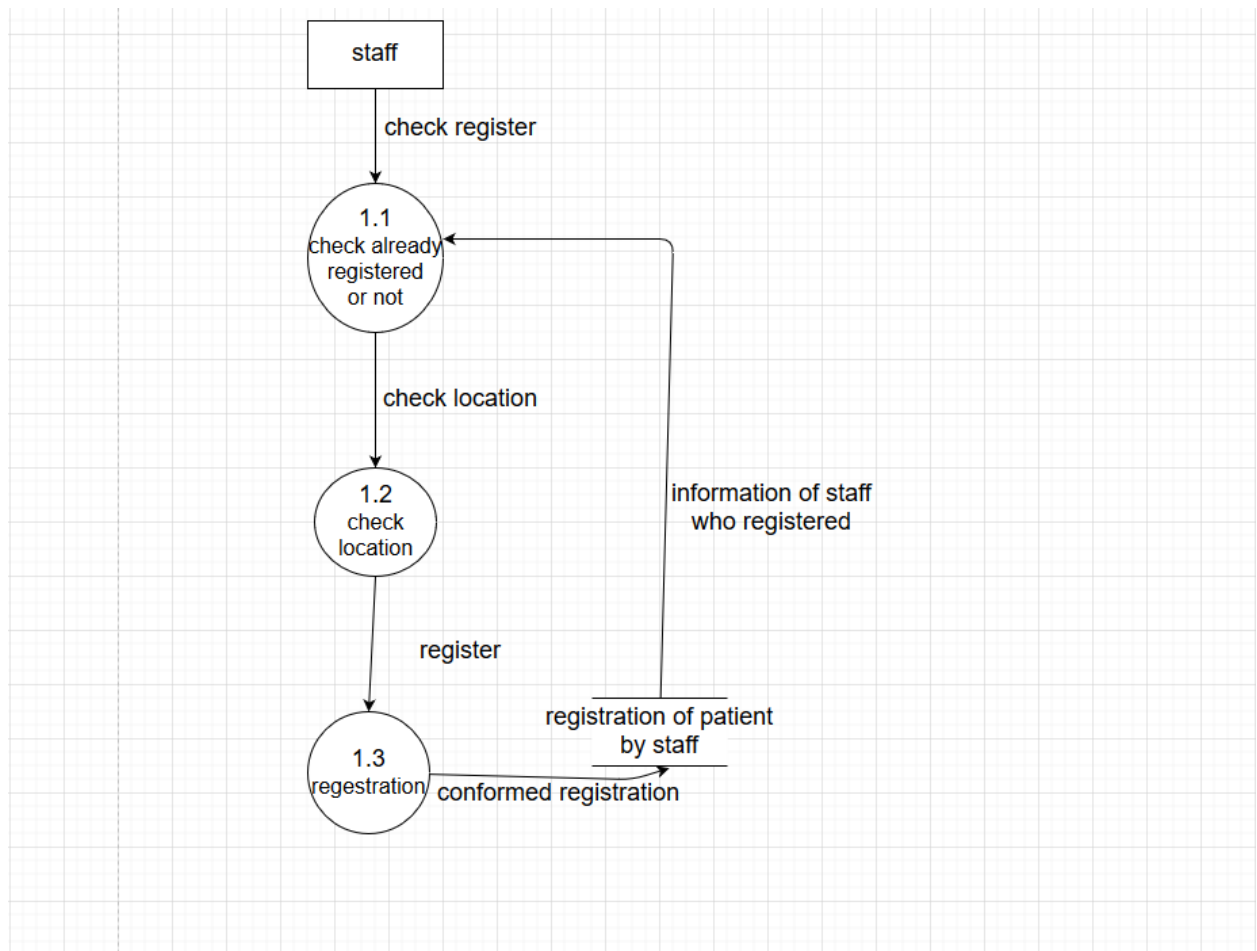 staff
check register
1.1
check already
registered
or not
check location
1.2
check
location
information of staff
who registered
register
registration of patient
by staff
1.3
regestration
conformed registration